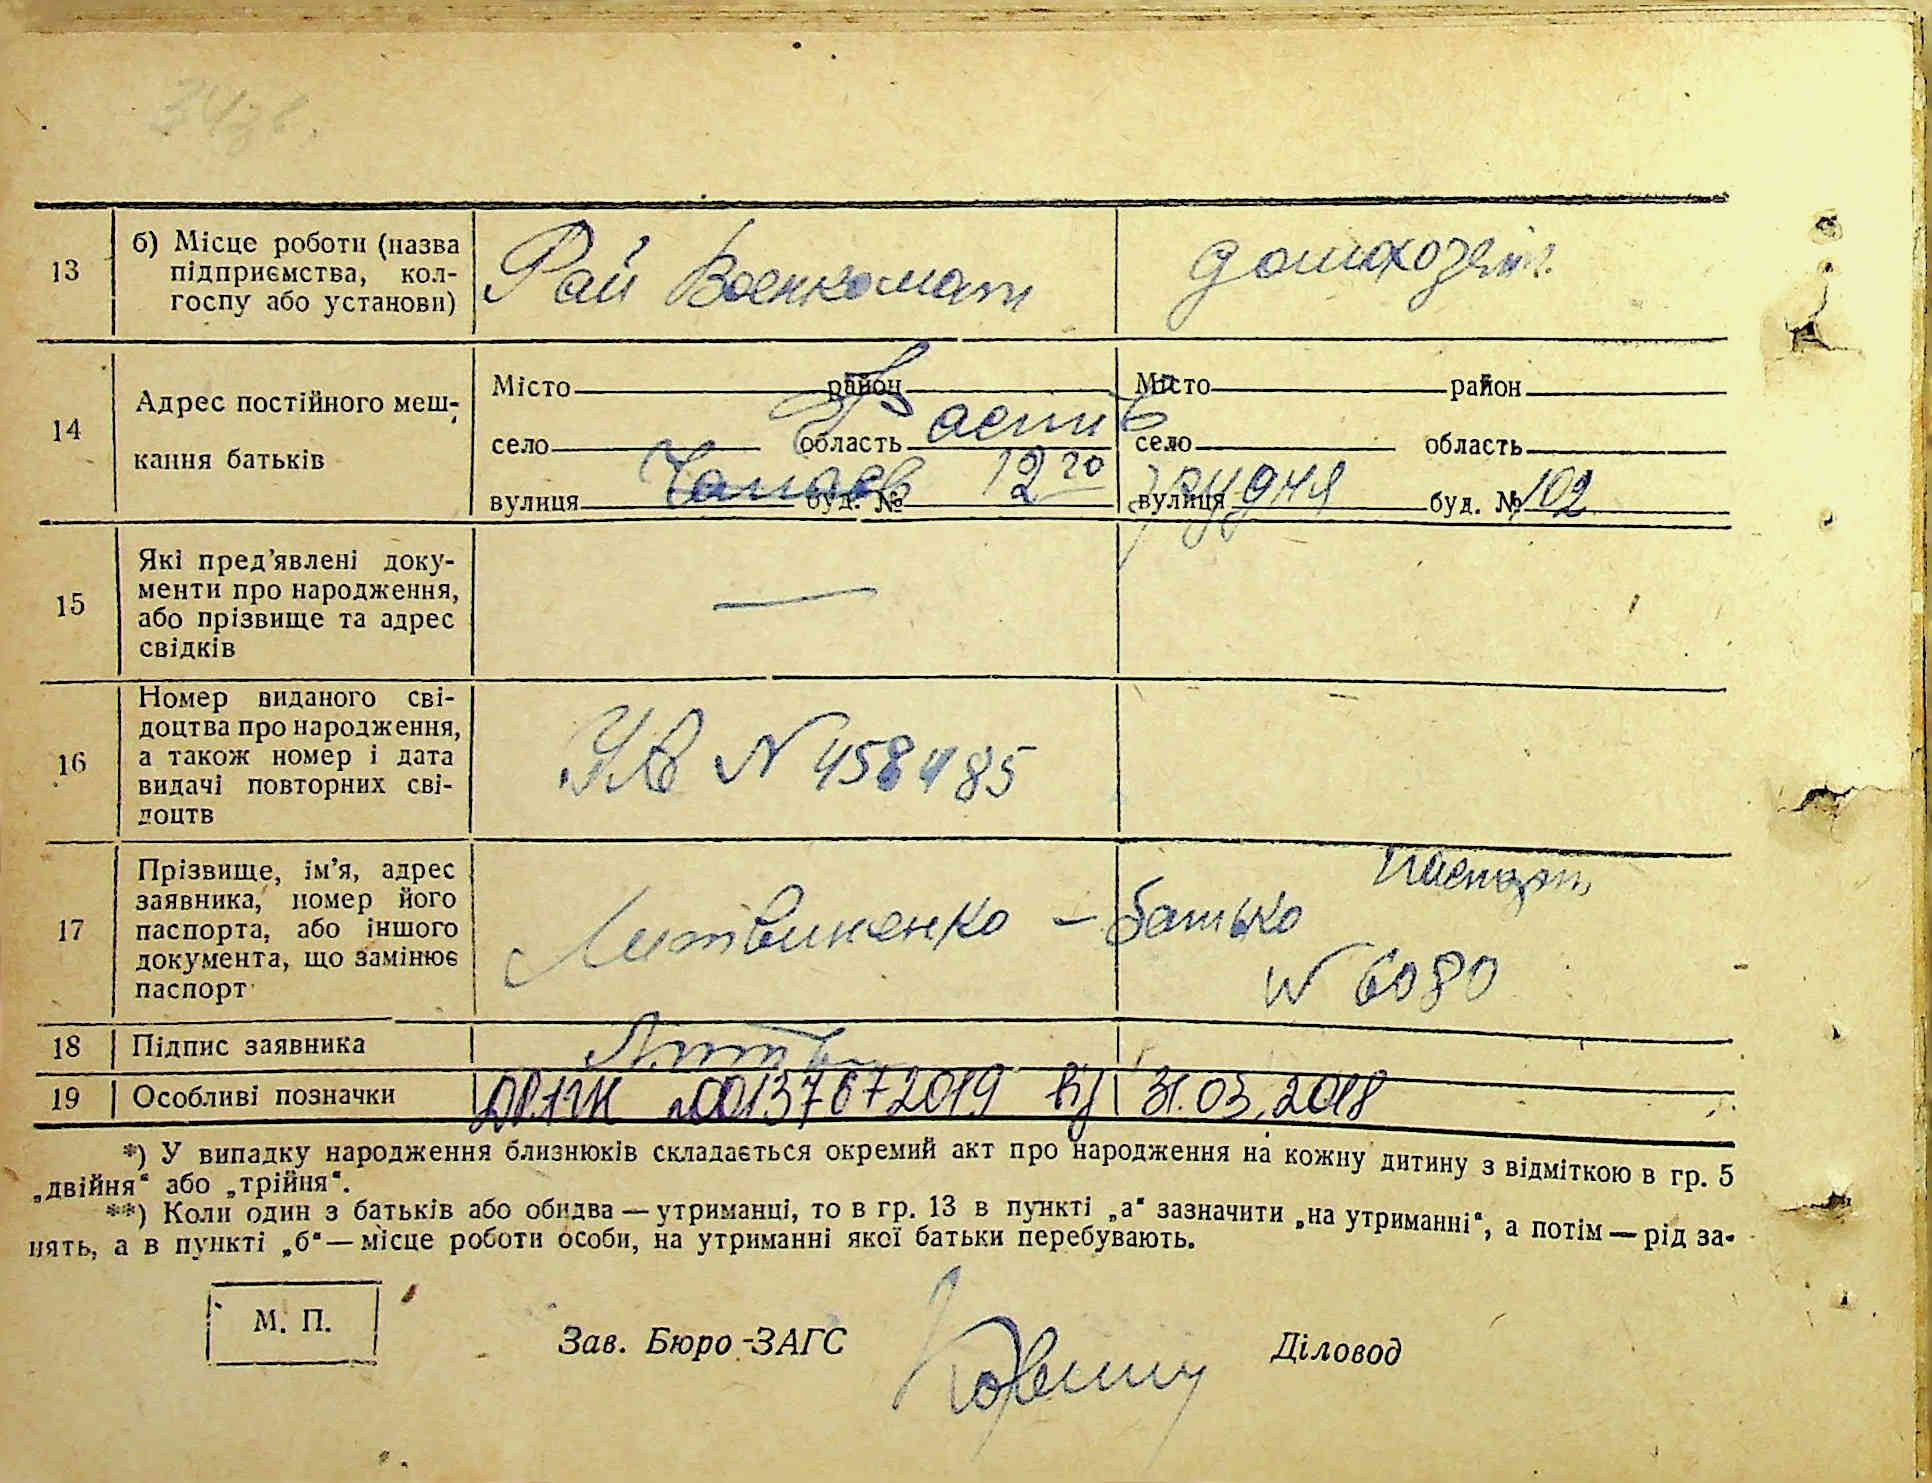 13
б) Місце роботи (назва
підприємства, кол-
госпу або установи)
Рай Военкомат
домохозяй.
14
Адрес постійного меш-
кання батьків
Місто район
Фастів
село область
вулиця буд. №
Місто район
село область
вулиця буд. № 102
15
Які пред’явлені доку-
менти про народження,
або прізвище та адрес
свідків
—
16
Номер виданого сві-
доцтва про народження,
а також номер і дата
видачі повторних сві-
доцтв
УЯ № 458485
17
Прізвище, ім’я, адрес
заявника, номер його
паспорта, або іншого
документа, що замінює
паспорт
Литвиненко – батько
паспорт
№ 6080
18
Підпис заявника
19
Особливі позначки
00137672019 від 31.03.2018
*) У випадку народження близнюків складається окремий акт про народження на кожну дитину з відміткою в гр. 5
„двійня“ або „трійня“.
**) Коли один з батьків або обидва — утриманці, то в гр. 13 в пункті „а“ зазначити „на утриманні“, а потім — рід за-
нять, а в пункті „б“ — місце роботи особи, на утриманні якої батьки перебувають.
М. П.
Зав. Бюро ЗАГС
Діловод